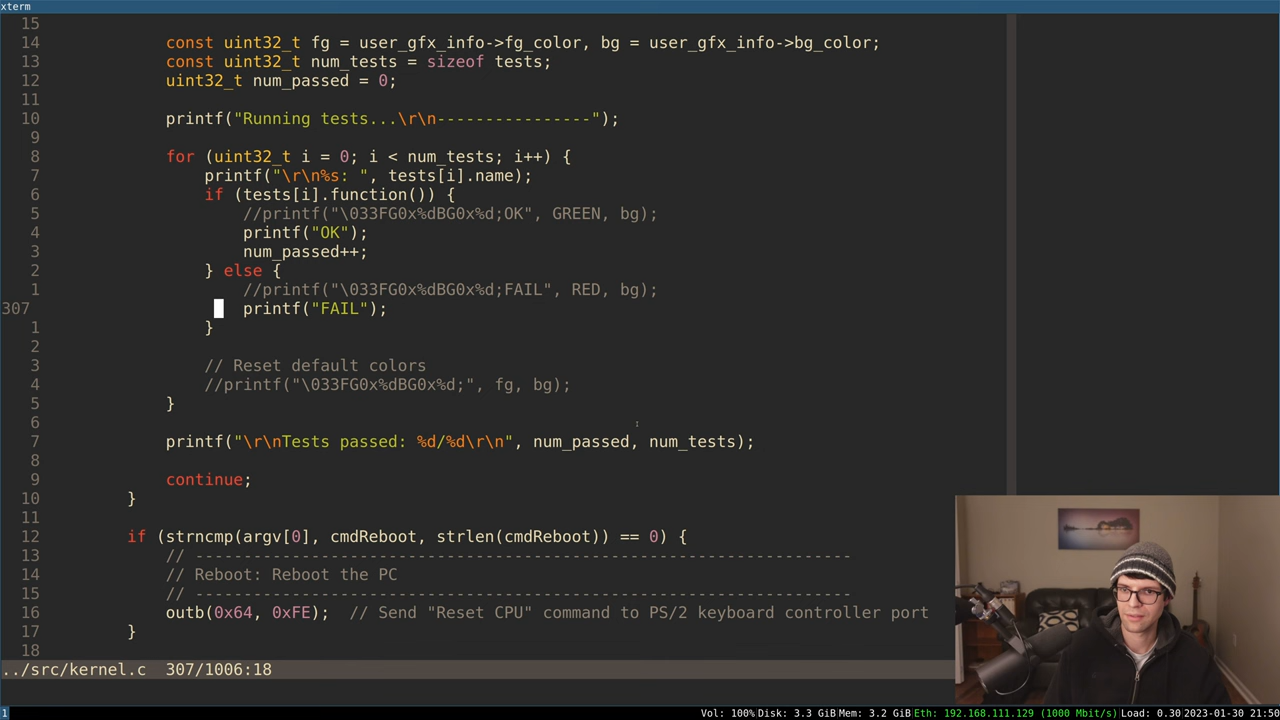 xterm
15
14 const uint32_t fg = user_gfx_info->fg_color, bg = user_gfx_info->bg_color;
13 const uint32_t num_tests = sizeof tests;
12 uint32_t num_passed = 0;
11
10 printf("Running tests...\r\n----------------");
9
8 for (uint32_t i = 0; i < num_tests; i++) {
7 printf("\r\n%s: ", tests[i].name);
6 if (tests[i].function()) {
5 //printf("\033FG0x%dBG0x%d;OK", GREEN, bg);
4 printf("OK");
3 num_passed++;
2 } else {
1 //printf("\033FG0x%dBG0x%d;FAIL", RED, bg);
307 printf("FAIL");
1 }
2
3 // Reset default colors
4 //printf("\033FG0x%dBG0x%d;", fg, bg);
5 }
6
7 printf("\r\nTests passed: %d/%d\r\n", num_passed, num_tests);
8
9 continue;
10 }
11
12 if (strncmp(argv[0], cmdReboot, strlen(cmdReboot)) == 0) {
13 // --------------------------------------------------------------------
14 // Reboot: Reboot the PC
15 // --------------------------------------------------------------------
16 outb(0x64, 0xFE); // Send "Reset CPU" command to PS/2 keyboard controller port
17 }
18
../src/kernel.c 307/1006:18
1 Vol: 100% Disk: 3.3 GiB Mem: 3.2 GiB Eth: 192.168.111.129 (1000 Mbit/s) Load: 0.30 2023-01-30 21:50